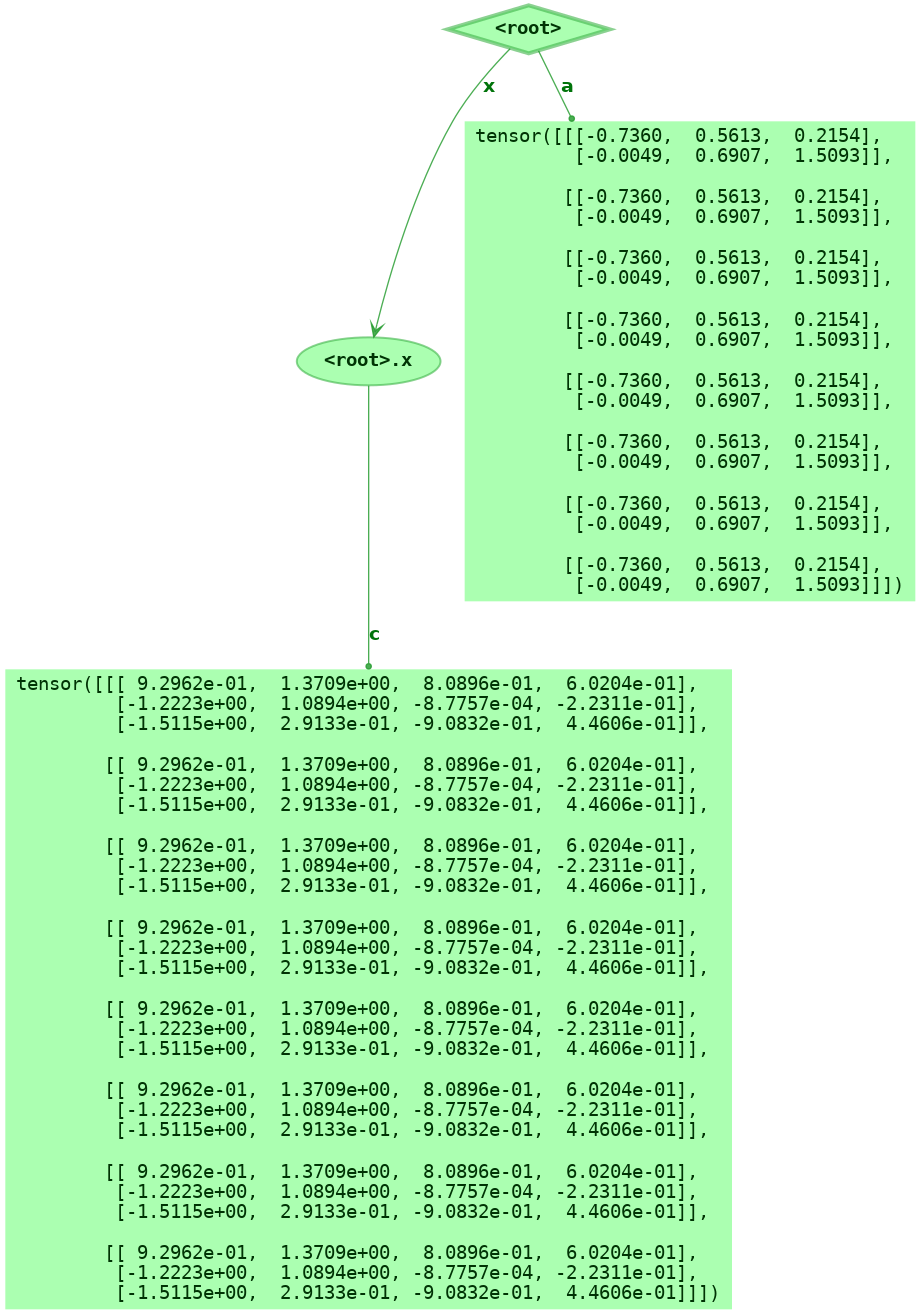 <root>
x a
tensor([[[-0.7360,  0.5613,  0.2154],
         [-0.0049,  0.6907,  1.5093]],

        [[-0.7360,  0.5613,  0.2154],
         [-0.0049,  0.6907,  1.5093]],

        [[-0.7360,  0.5613,  0.2154],
         [-0.0049,  0.6907,  1.5093]],

        [[-0.7360,  0.5613,  0.2154],
         [-0.0049,  0.6907,  1.5093]],

        [[-0.7360,  0.5613,  0.2154],
         [-0.0049,  0.6907,  1.5093]],

        [[-0.7360,  0.5613,  0.2154],
         [-0.0049,  0.6907,  1.5093]],

        [[-0.7360,  0.5613,  0.2154],
         [-0.0049,  0.6907,  1.5093]],

        [[-0.7360,  0.5613,  0.2154],
         [-0.0049,  0.6907,  1.5093]]])
<root>.x
c
tensor([[[ 9.2962e-01,  1.3709e+00,  8.0896e-01,  6.0204e-01],
         [-1.2223e+00,  1.0894e+00, -8.7757e-04, -2.2311e-01],
         [-1.5115e+00,  2.9133e-01, -9.0832e-01,  4.4606e-01]],

        [[ 9.2962e-01,  1.3709e+00,  8.0896e-01,  6.0204e-01],
         [-1.2223e+00,  1.0894e+00, -8.7757e-04, -2.2311e-01],
         [-1.5115e+00,  2.9133e-01, -9.0832e-01,  4.4606e-01]],

        [[ 9.2962e-01,  1.3709e+00,  8.0896e-01,  6.0204e-01],
         [-1.2223e+00,  1.0894e+00, -8.7757e-04, -2.2311e-01],
         [-1.5115e+00,  2.9133e-01, -9.0832e-01,  4.4606e-01]],

        [[ 9.2962e-01,  1.3709e+00,  8.0896e-01,  6.0204e-01],
         [-1.2223e+00,  1.0894e+00, -8.7757e-04, -2.2311e-01],
         [-1.5115e+00,  2.9133e-01, -9.0832e-01,  4.4606e-01]],

        [[ 9.2962e-01,  1.3709e+00,  8.0896e-01,  6.0204e-01],
         [-1.2223e+00,  1.0894e+00, -8.7757e-04, -2.2311e-01],
         [-1.5115e+00,  2.9133e-01, -9.0832e-01,  4.4606e-01]],

        [[ 9.2962e-01,  1.3709e+00,  8.0896e-01,  6.0204e-01],
         [-1.2223e+00,  1.0894e+00, -8.7757e-04, -2.2311e-01],
         [-1.5115e+00,  2.9133e-01, -9.0832e-01,  4.4606e-01]],

        [[ 9.2962e-01,  1.3709e+00,  8.0896e-01,  6.0204e-01],
         [-1.2223e+00,  1.0894e+00, -8.7757e-04, -2.2311e-01],
         [-1.5115e+00,  2.9133e-01, -9.0832e-01,  4.4606e-01]],

        [[ 9.2962e-01,  1.3709e+00,  8.0896e-01,  6.0204e-01],
         [-1.2223e+00,  1.0894e+00, -8.7757e-04, -2.2311e-01],
         [-1.5115e+00,  2.9133e-01, -9.0832e-01,  4.4606e-01]]])